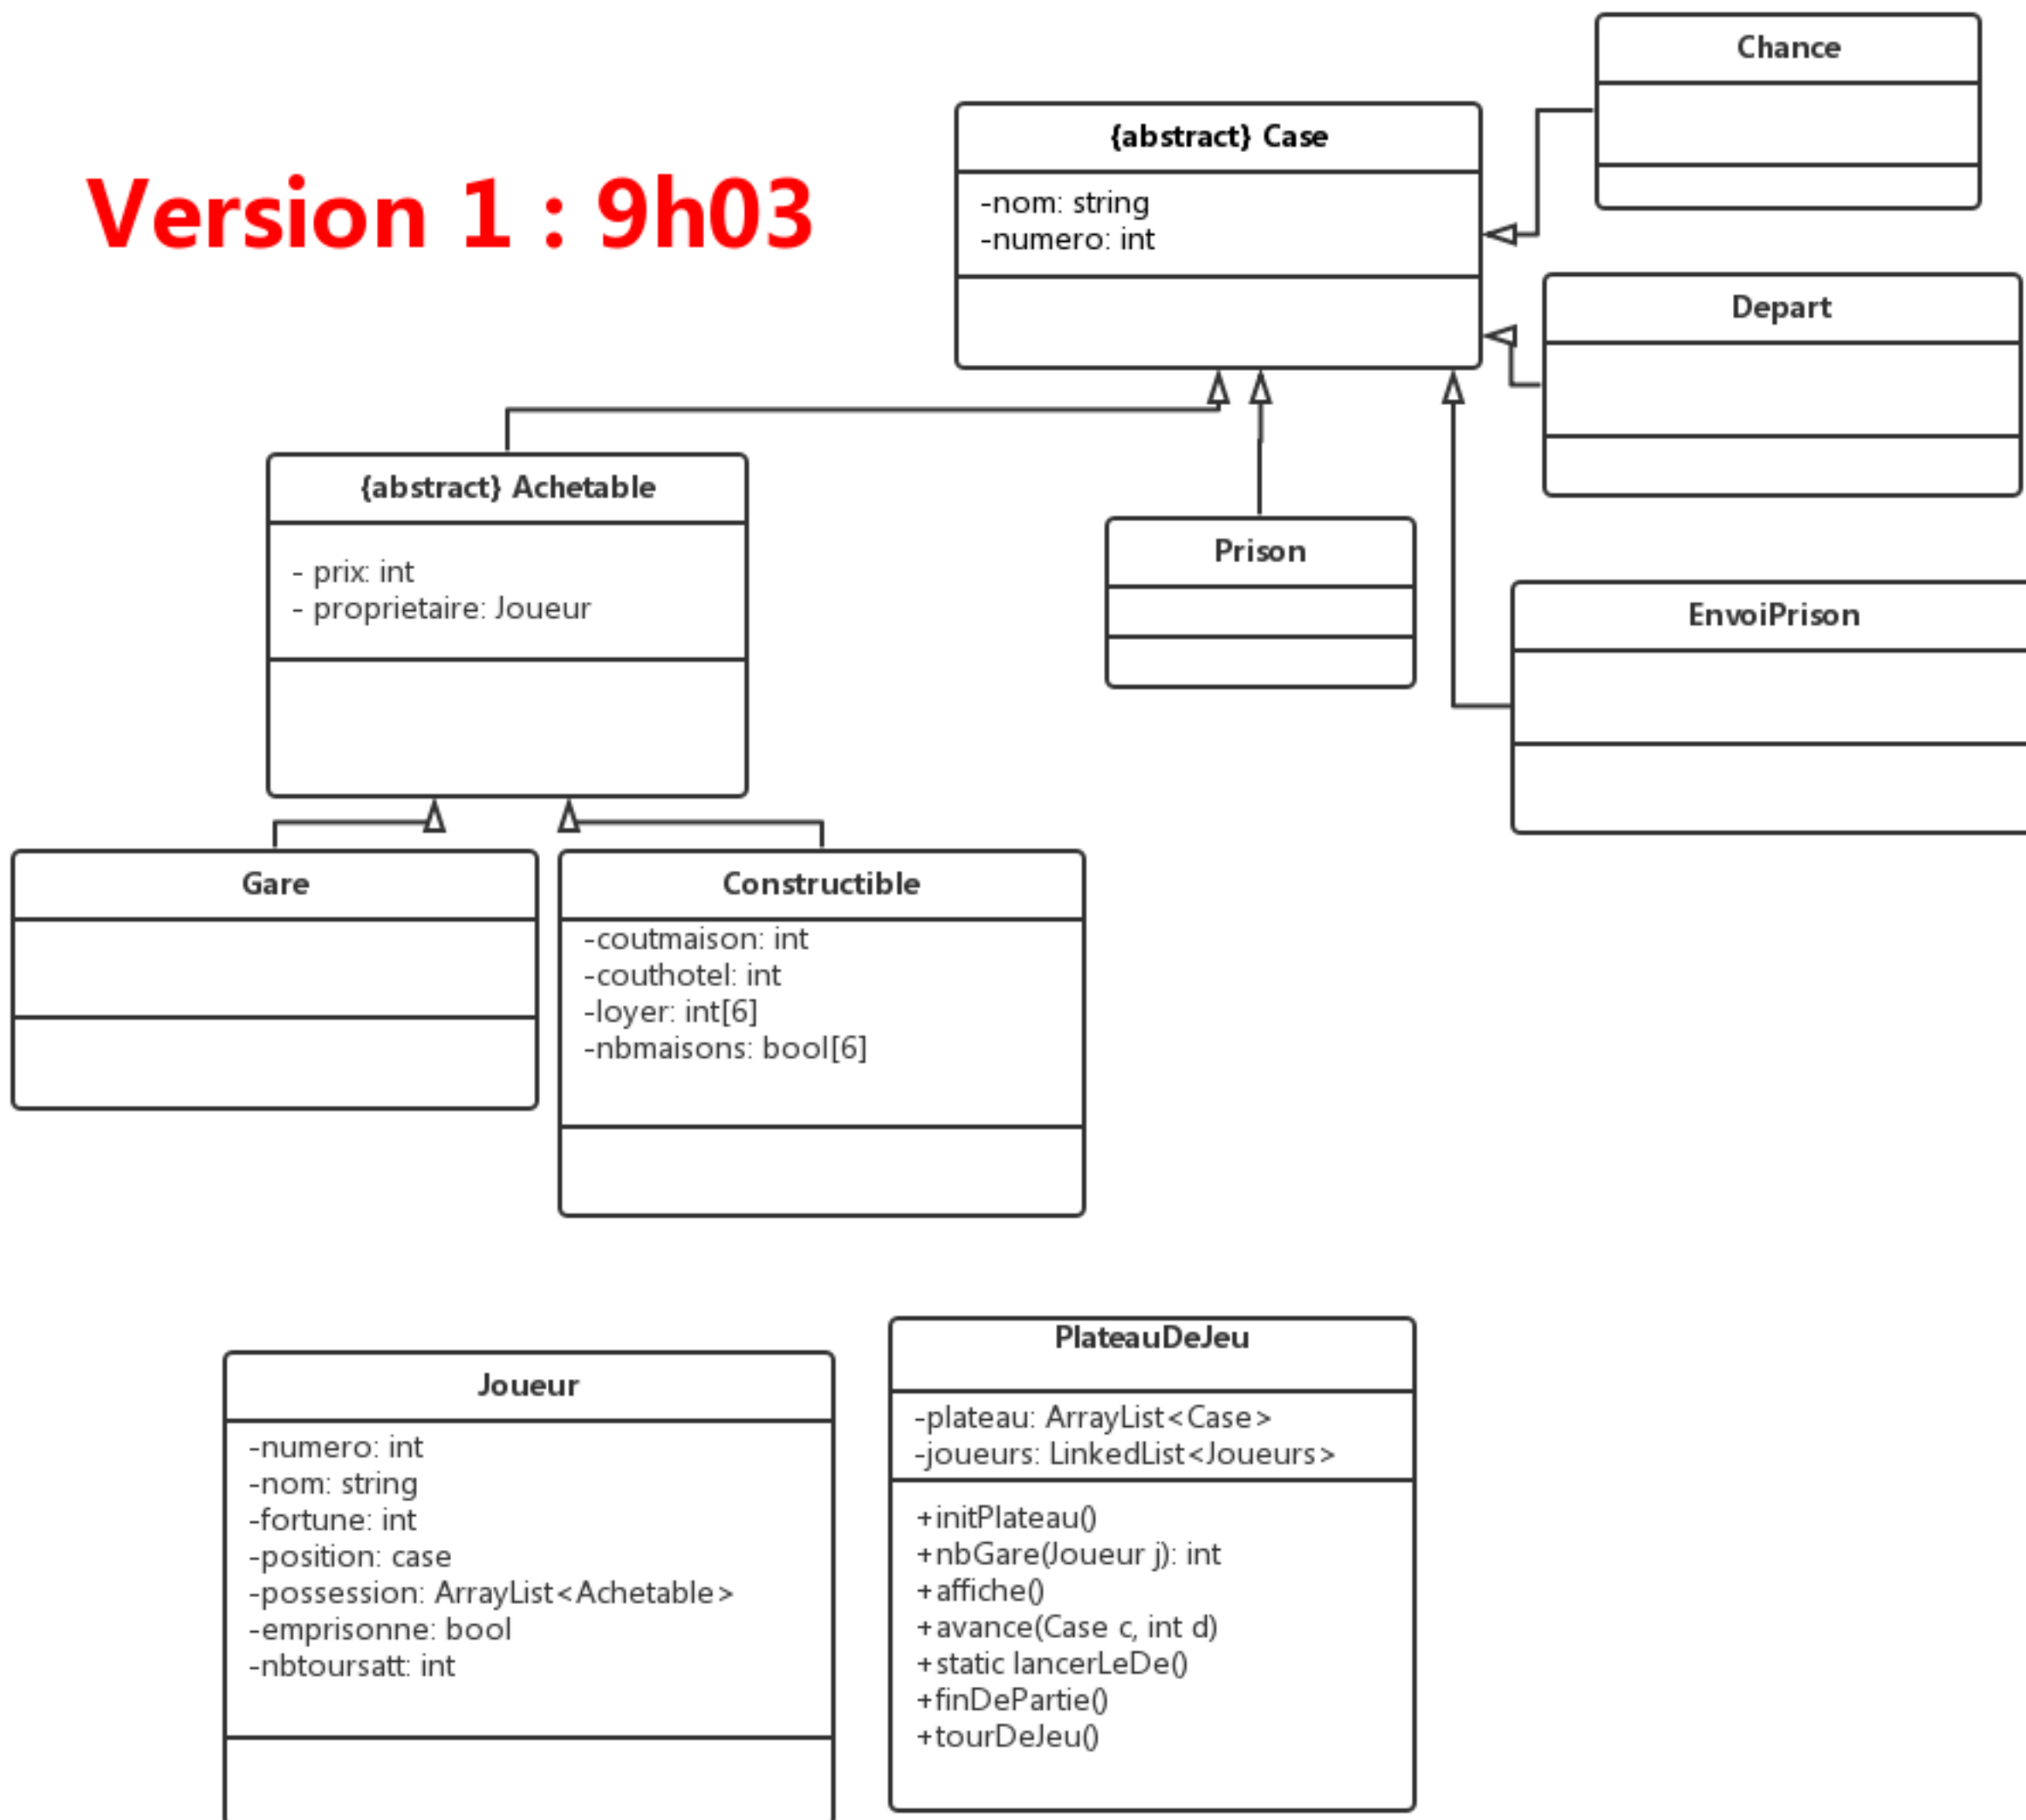 Version 1 : 9h03
Chance
{abstract} Case
-nom: string
-numero: int
Depart
{abstract} Achetable
- prix: int
- proprietaire: Joueur
Prison
EnvoiPrison
Gare
Constructible
-coutmaison: int
-couthotel: int
-loyer: int[6]
-nbmaisons: bool[6]
Joueur
-numero: int
-nom: string
-fortune: int
-position: case
-possession: ArrayList<Achetable>
-emprisonne: bool
-nbtoursatt: int
PlateauDeJeu
-plateau: ArrayList<Case>
-joueurs: LinkedList<Joueurs>
+initPlateau()
+nbGare(Joueur j): int
+affiche()
+avance(Case c, int d)
+static lancerLeDe()
+finDePartie()
+tourDeJeu()